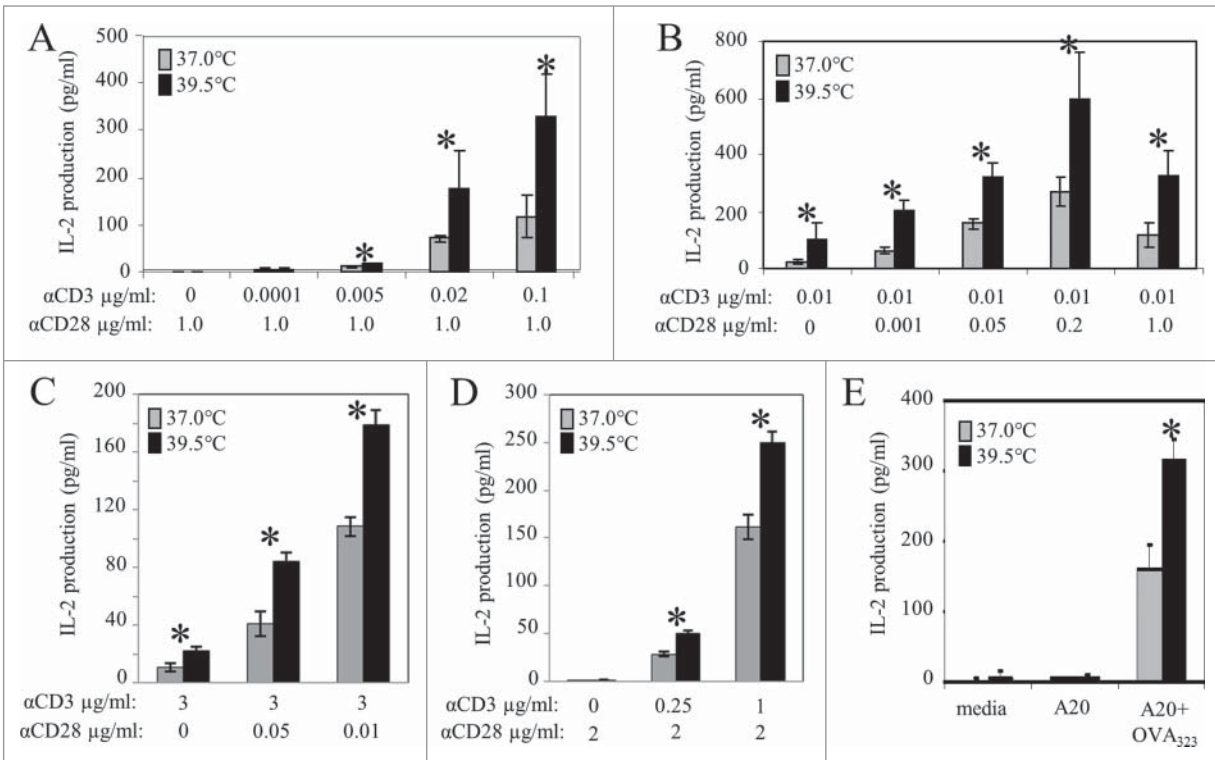 A
IL-2 production (pg/ml)
500
400
300
200
100
0
37.0°C
39.5°C
*
*
*
αCD3 µg/ml: 0 0.0001 0.005 0.02 0.1
αCD28 µg/ml: 1.0 1.0 1.0 1.0 1.0
B
IL-2 production (pg/ml)
800
600
400
200
0
37.0°C
39.5°C
*
*
*
*
*
αCD3 µg/ml: 0.01 0.01 0.01 0.01 0.01
αCD28 µg/ml: 0 0.001 0.05 0.2 1.0
C
IL-2 production (pg/ml)
200
160
120
80
40
0
37.0°C
39.5°C
*
*
*
αCD3 µg/ml: 3 3 3
αCD28 µg/ml: 0 0.05 0.01
D
IL-2 production (pg/ml)
300
250
200
150
100
50
0
37.0°C
39.5°C
*
*
αCD3 µg/ml: 0 0.25 1
αCD28 µg/ml: 2 2 2
E
IL-2 production (pg/ml)
400
300
200
100
0
37.0°C
39.5°C
*
media A20 A20+
OVA323